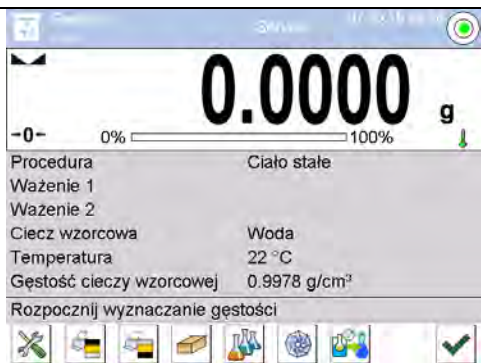 0.0000 g
→0← 0% 100%
Procedura Ciało stałe
Ważenie 1
Ważenie 2
Ciecz wzorcowa Woda
Temperatura 22 °C
Gęstość cieczy wzorcowej 0.9978 g/cm³
Rozpocznij wyznaczanie gęstości